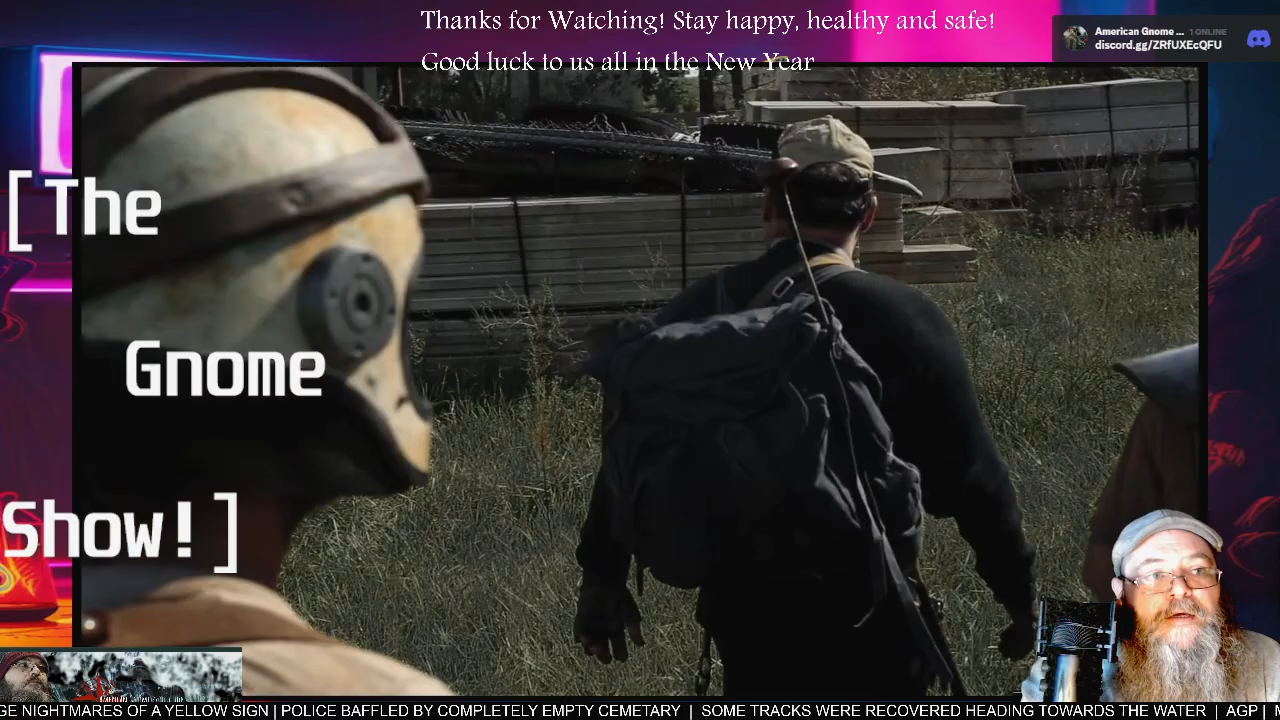 Thanks for Watching! Stay happy, healthy and safe!
Good luck to us all in the New Year
American Gnome ... 1 ONLINE
discord.gg/ZRfUXEcQFU
[The
Gnome
Show!]
GE NIGHTMARES OF A YELLOW SIGN | POLICE BAFFLED BY COMPLETELY EMPTY CEMETARY | SOME TRACKS WERE RECOVERED HEADING TOWARDS THE WATER | AGP |